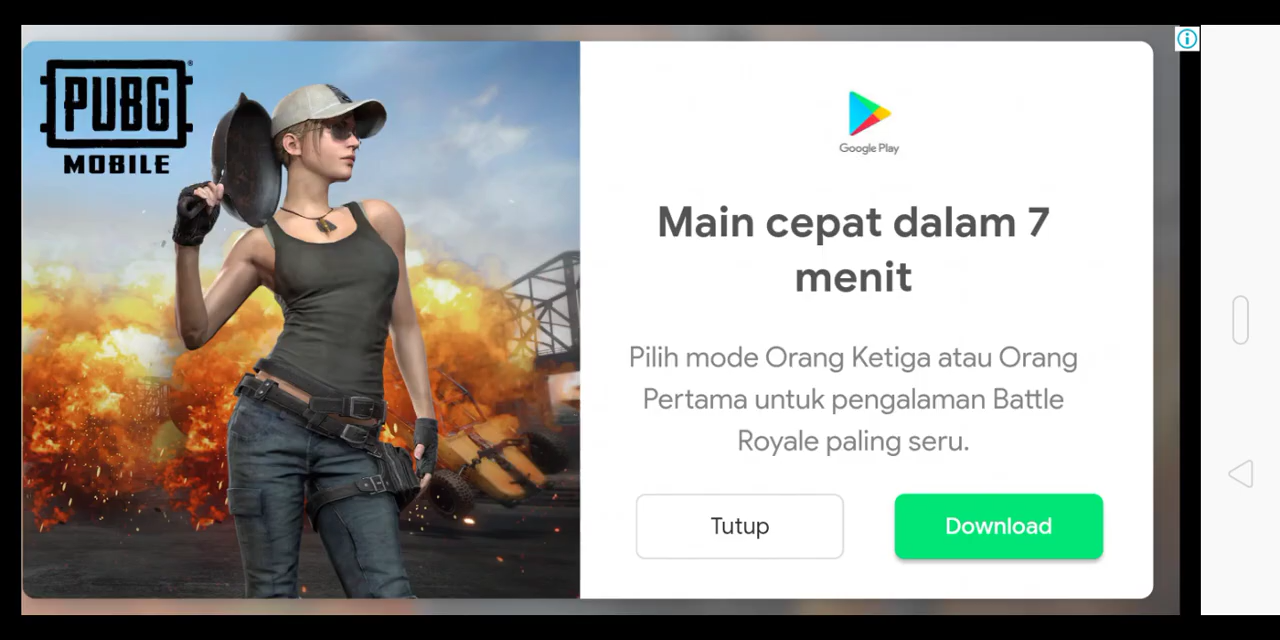 PUBG
MOBILE
Google Play
Main cepat dalam 7
menit
Pilih mode Orang Ketiga atau Orang
Pertama untuk pengalaman Battle
Royale paling seru.
Tutup
Download